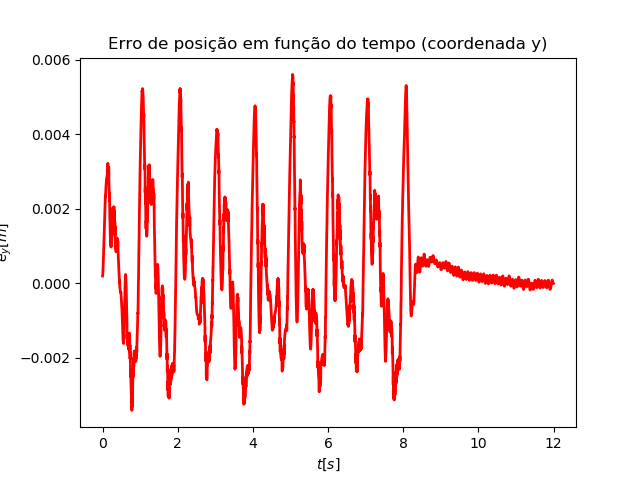 Erro de posição em função do tempo (coordenada y)
0.006
0.004
0.002
0.000
−0.002
e_y[m]
0 2 4 6 8 10 12
t[s]